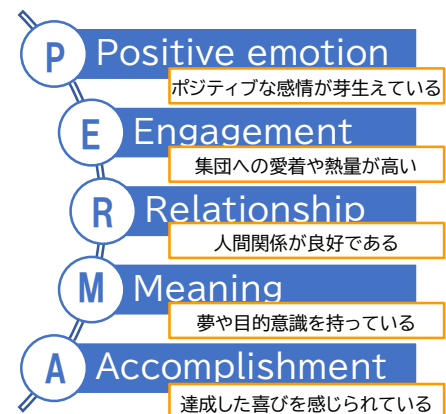 P Positive emotion
ポジティブな感情が芽生えている
E Engagement
集団への愛着や熱量が高い
R Relationship
人間関係が良好である
M Meaning
夢や目的意識を持っている
A Accomplishment
達成した喜びを感じられている